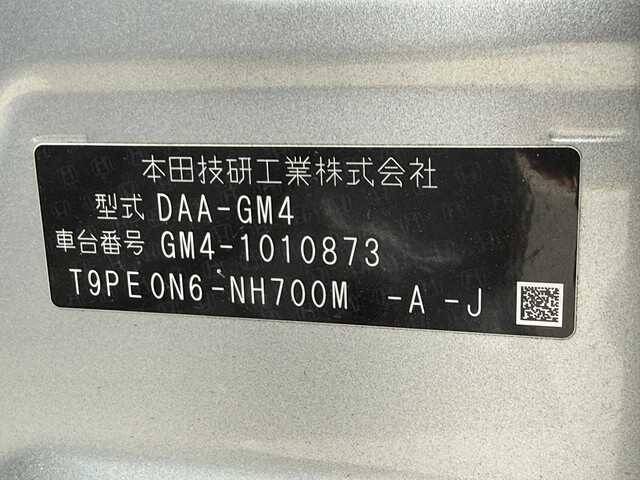 本田技研工業株式会社
型式 DAA-GM4
車台番号 GM4-1010873
T9PE0N6-NH700M -A -J